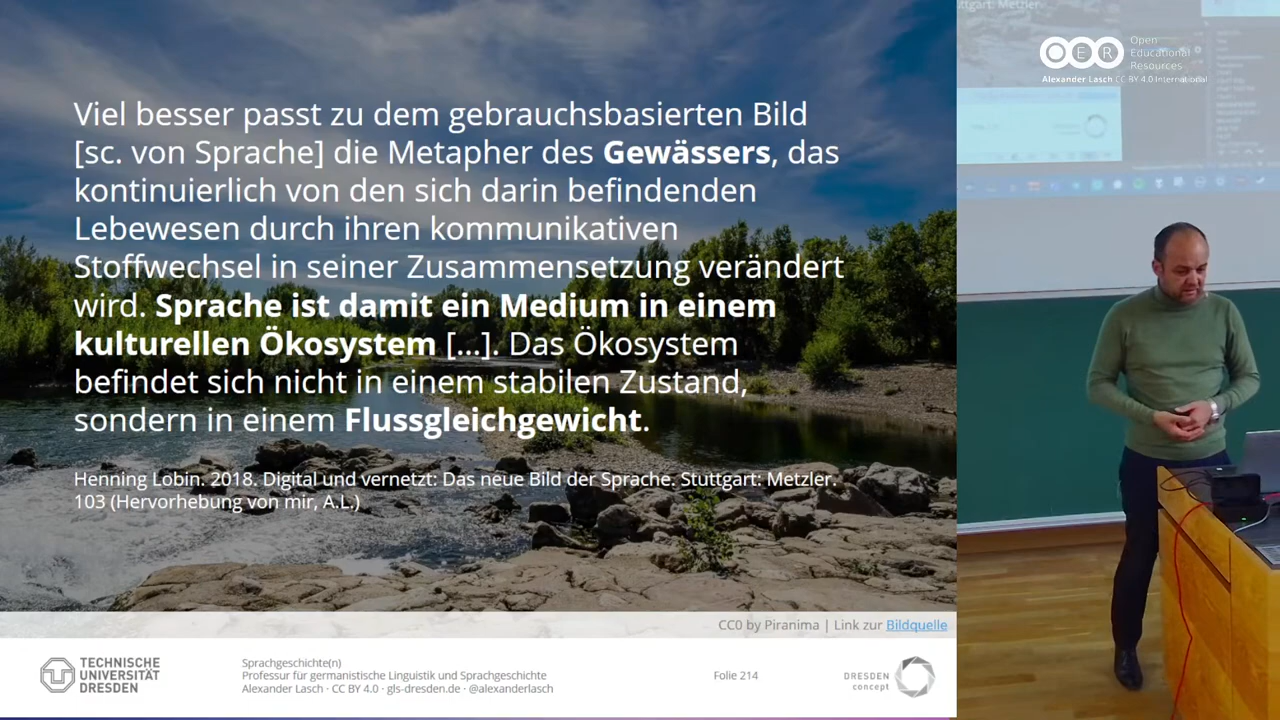 Viel besser passt zu dem gebrauchsbasierten Bild
[sc. von Sprache] die Metapher des Gewässers, das
kontinuierlich von den sich darin befindenden
Lebewesen durch ihren kommunikativen
Stoffwechsel in seiner Zusammensetzung verändert
wird. Sprache ist damit ein Medium in einem
kulturellen Ökosystem [...]. Das Ökosystem
befindet sich nicht in einem stabilen Zustand,
sondern in einem Flussgleichgewicht.
Henning Lobin. 2018. Digital und vernetzt: Das neue Bild der Sprache. Stuttgart: Metzler.
103 (Hervorhebung von mir, A.L.)
CC0 by Piranima | Link zur Bildquelle
TECHNISCHE
UNIVERSITÄT
DRESDEN
Sprachgeschichte(n)
Professur für germanistische Linguistik und Sprachgeschichte
Alexander Lasch · CC BY 4.0 · gls-dresden.de · @alexanderlasch
Folie 214
DRESDEN
concept
ttgart: Metzler
OER
Open
Educational
Resources
Alexander Lasch CC BY 4.0 International